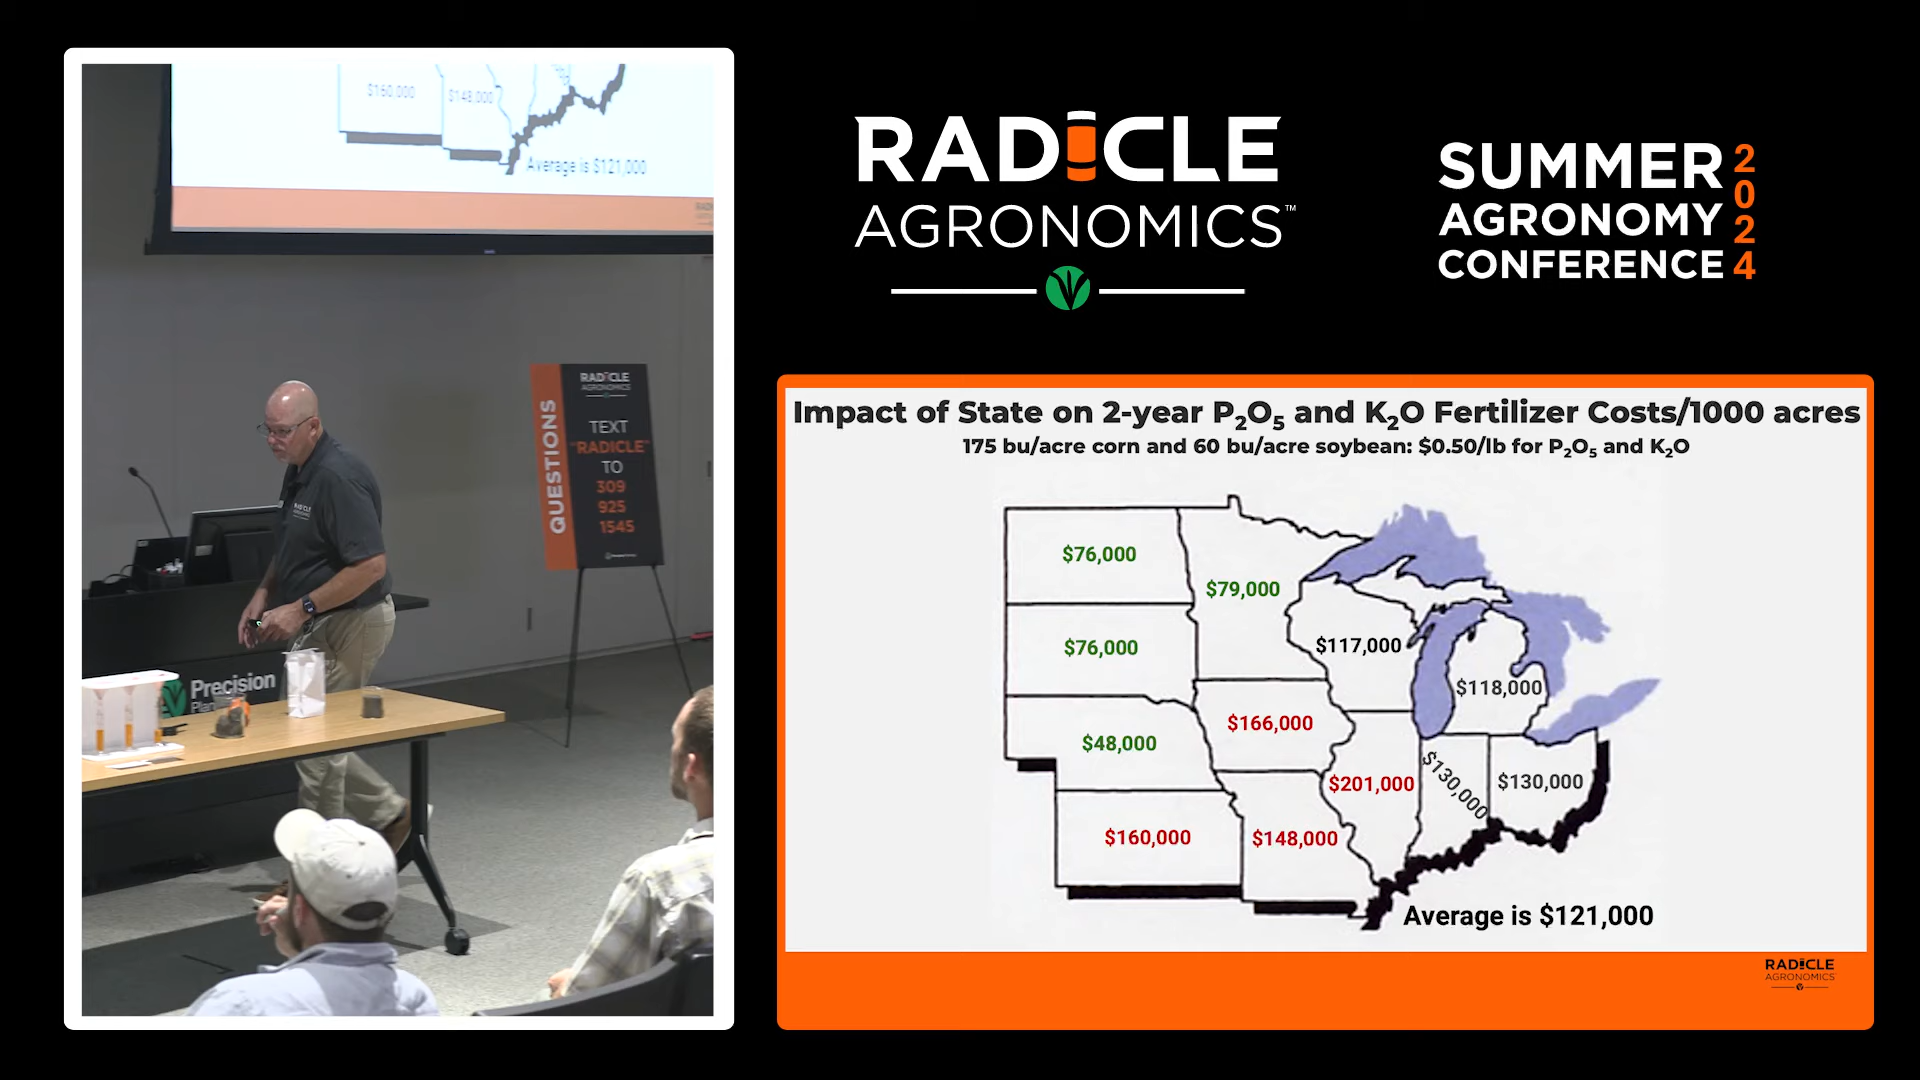 $160,000
$148,000
Average is $121,000
RADICLE
AGRONOMICS
QUESTIONS
TEXT
"RADICLE"
TO
309
925
1545
Precision
RADICLE
AGRONOMICS™
SUMMER
AGRONOMY
CONFERENCE
2024
Impact of State on 2-year P₂O₅ and K₂O Fertilizer Costs/1000 acres
175 bu/acre corn and 60 bu/acre soybean: $0.50/lb for P₂O₅ and K₂O
$76,000
$79,000
$76,000
$117,000
$118,000
$48,000
$166,000
$201,000
$130,000
$130,000
$160,000
$148,000
Average is $121,000
RADICLE
AGRONOMICS